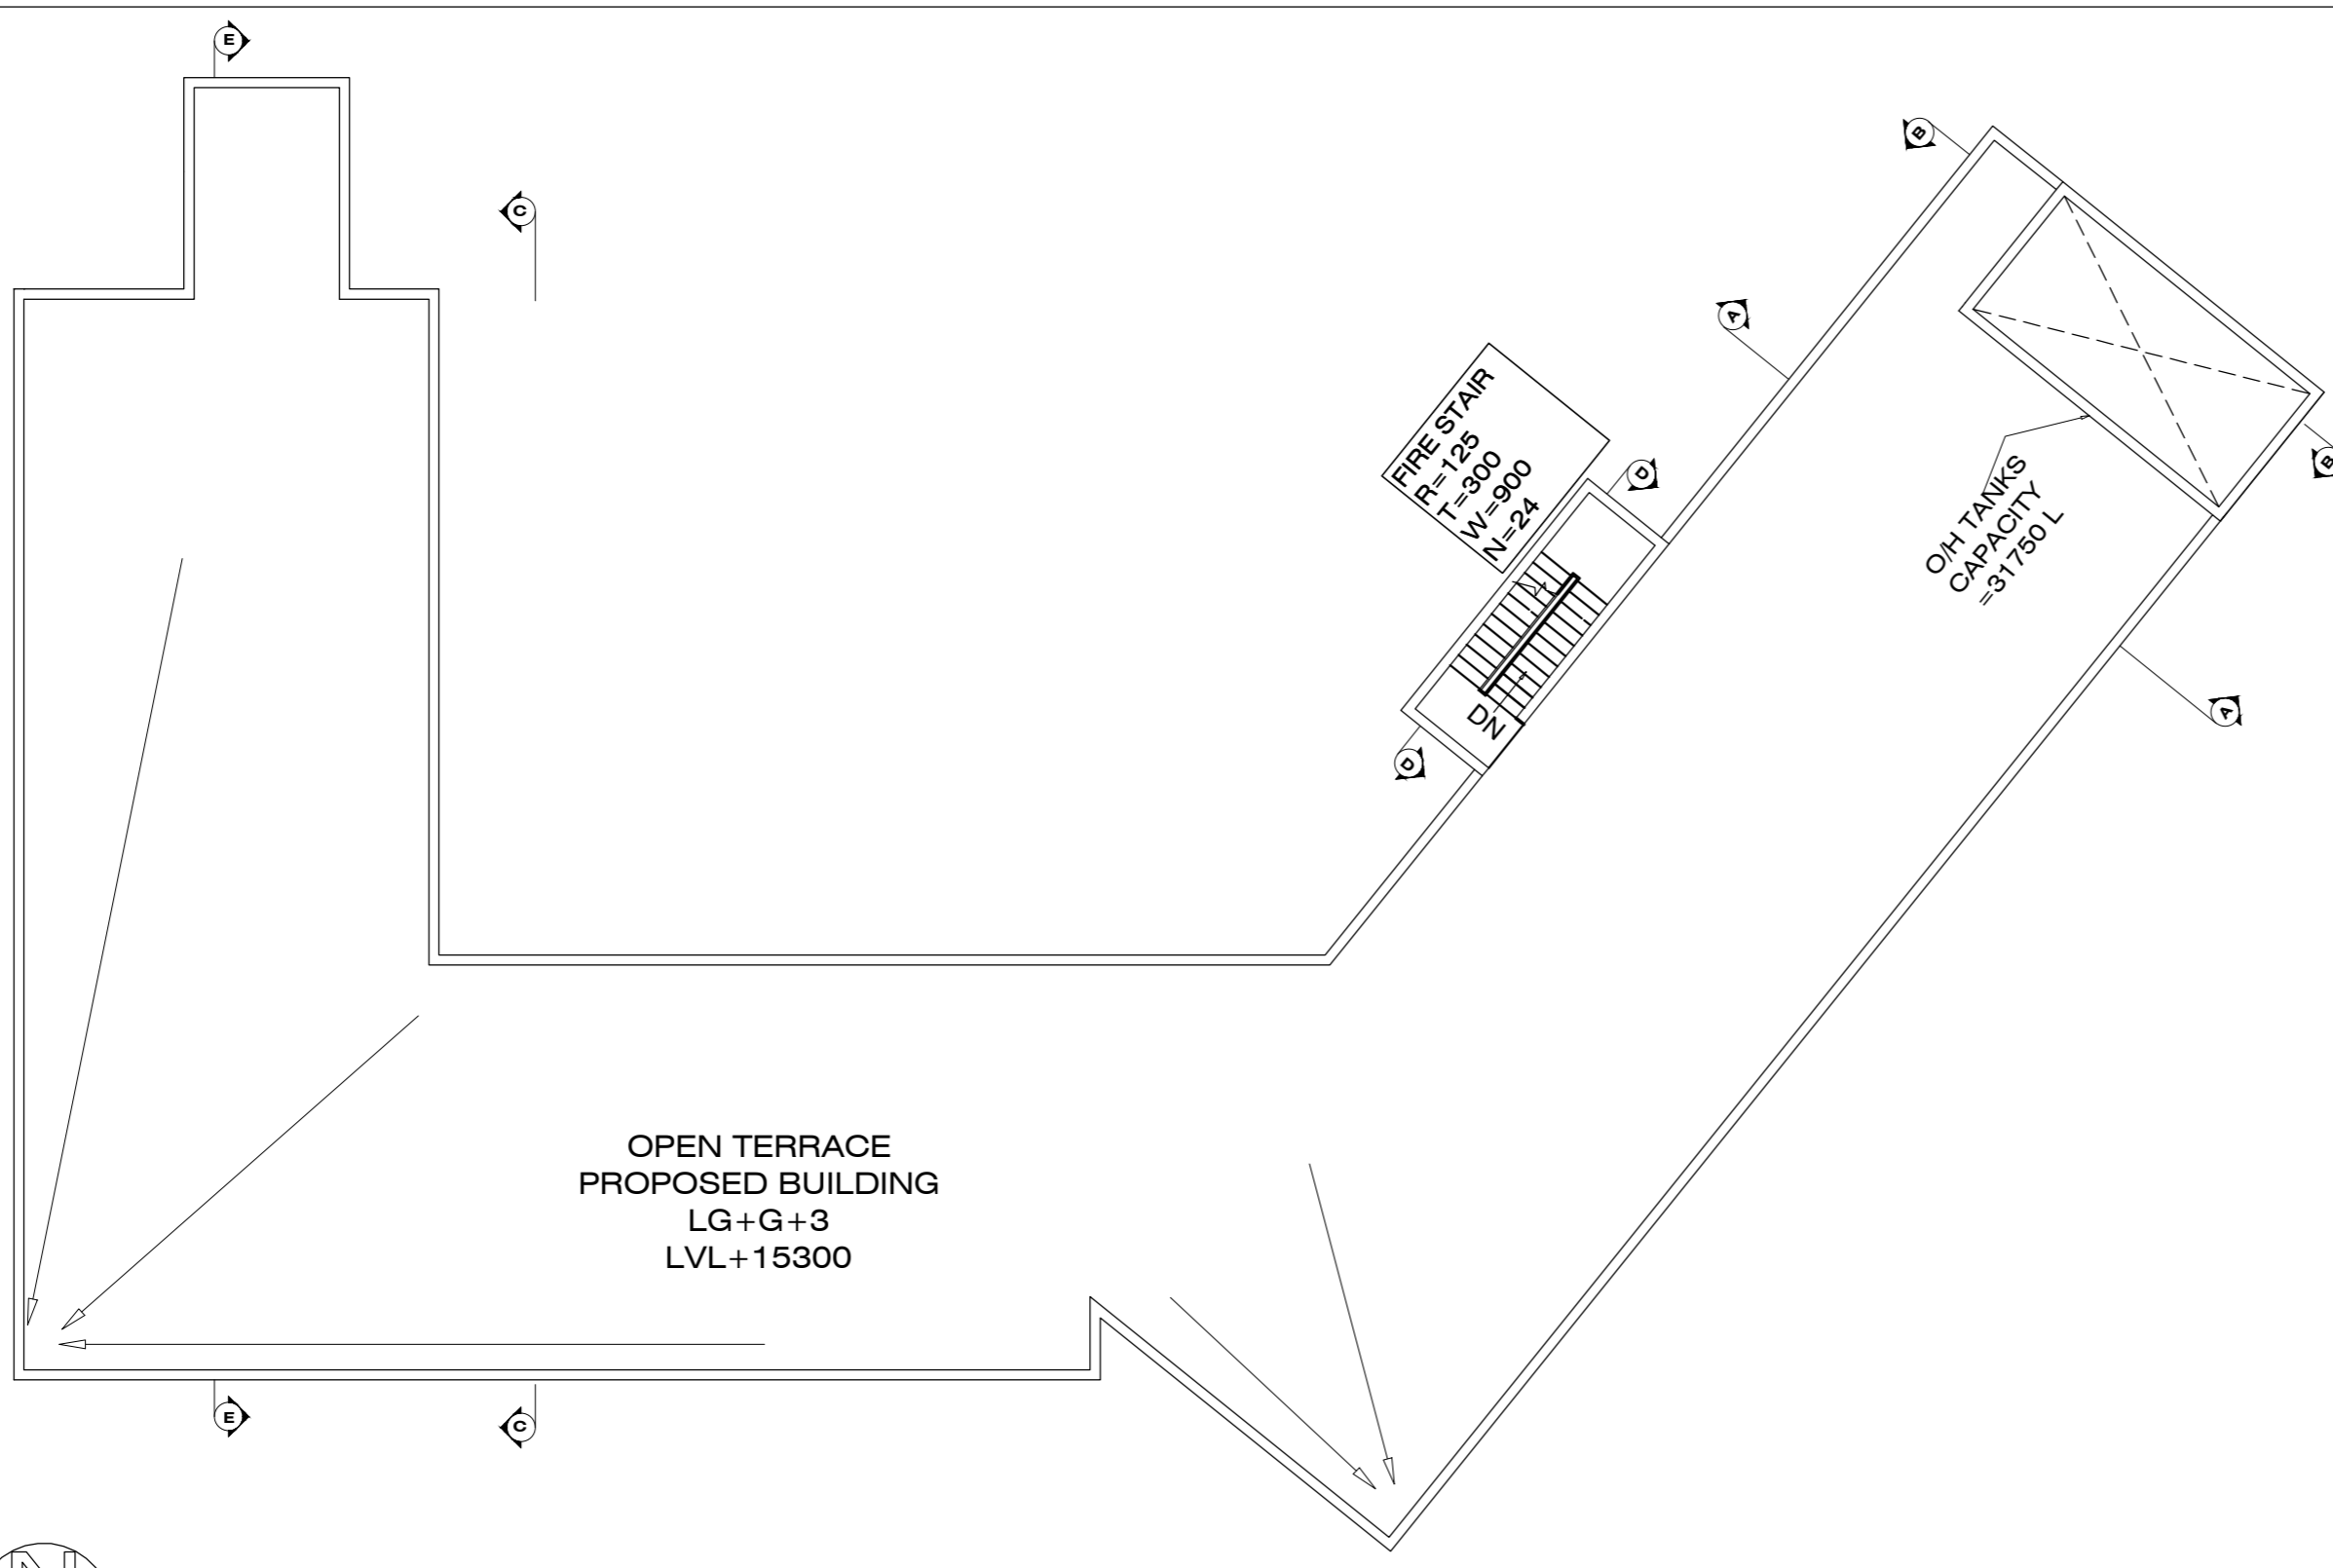 E
C
B
A
FIRE STAIR
R=125
T=300
W=900
N=24
D
B
O/H TANKS
CAPACITY
=31750 L
DN
A
D
OPEN TERRACE
PROPOSED BUILDING
LG+G+3
LVL+15300
E
C
N